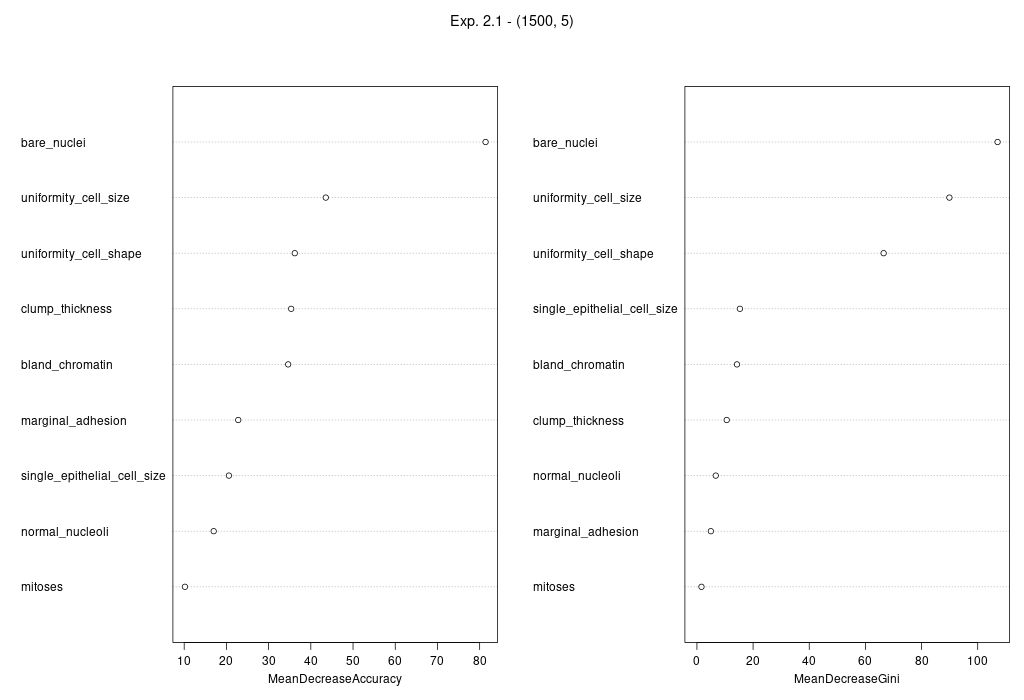 Exp. 2.1 - (1500, 5)
bare_nuclei
uniformity_cell_size
uniformity_cell_shape
clump_thickness
bland_chromatin
marginal_adhesion
single_epithelial_cell_size
normal_nucleoli
mitoses
10 20 30 40 50 60 70 80
MeanDecreaseAccuracy
bare_nuclei
uniformity_cell_size
uniformity_cell_shape
single_epithelial_cell_size
bland_chromatin
clump_thickness
normal_nucleoli
marginal_adhesion
mitoses
0 20 40 60 80 100
MeanDecreaseGini